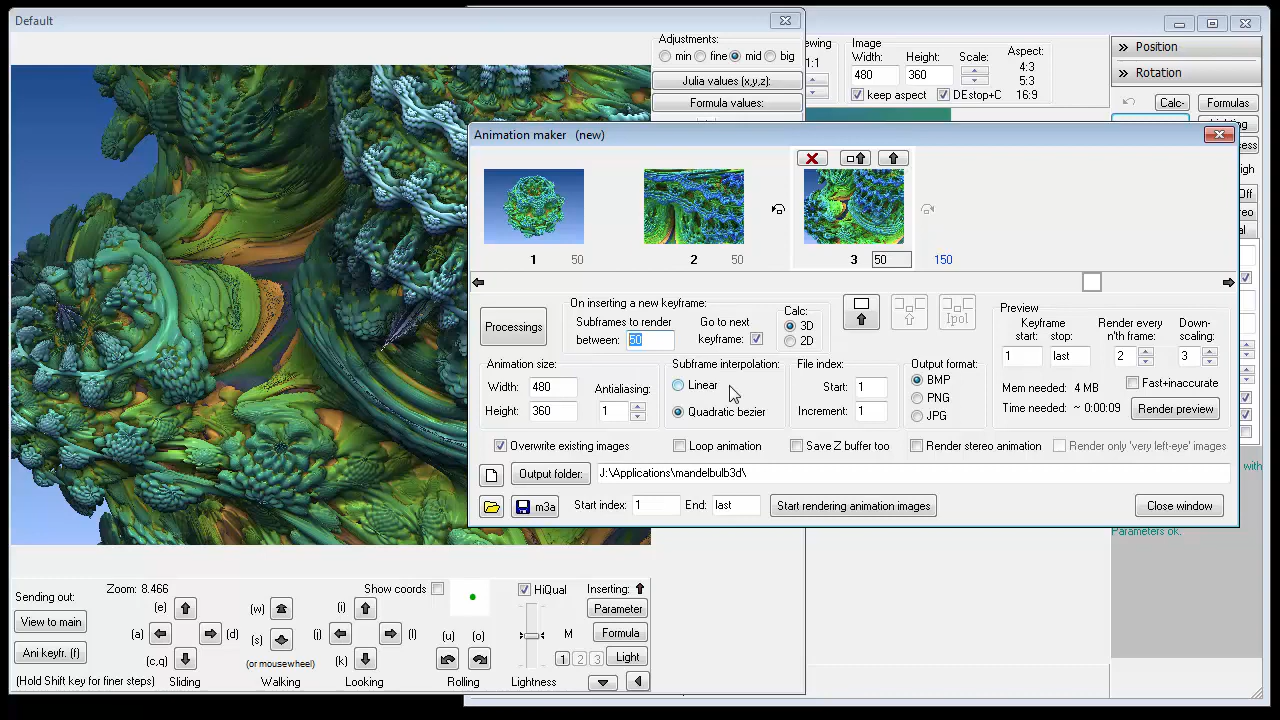 Default
Adjustments:
min fine mid big
Julia values (x,y,z):
Formula values:
ewing
1:1
Image
Width: Height: Scale:
480 360
keep aspect DEstop+C
Aspect:
4:3
5:3
16:9
Position
Rotation
Calc-
Formulas
Animation maker (new)
1 50
2 50
3 50
150
Processings
On inserting a new keyframe:
Subframes to render between: 50
Go to next keyframe:
Calc:
3D
2D
Ipol
Preview
Keyframe start: stop:
1 last
Render every n'th frame:
2
Down-scaling:
3
Mem needed: 4 MB
Time needed: ~ 0:00:09
Fast+inaccurate
Render preview
Animation size
Width: 480
Height: 360
Antialiasing:
1
Subframe interpolation:
Linear
Quadratic bezier
File index:
Start: 1
Increment: 1
Output form
BMP
PNG
JPG
Overwrite existing images
Loop animation
Save Z buffer too
Render stereo animation
Render only 'very left-eye' images
Output folder: J:\Applications\mandelbulb3d\
m3a
Start index: 1 End: last
Start rendering animation images
Close window
with
Parameters ok.
Sending out:
View to main
Ani keyfr. (f)
(Hold Shift key for finer steps)
Zoom: 8.466
Show coords
(e)
(a) (d)
(c,q)
Sliding
(w)
(s)
(or mousewheel)
Walking
(i)
(j) (l)
(k)
Looking
(u) (o)
Rolling
HiQual
M
1 2 3
Lightness
Inserting:
Parameter
Formula
Light